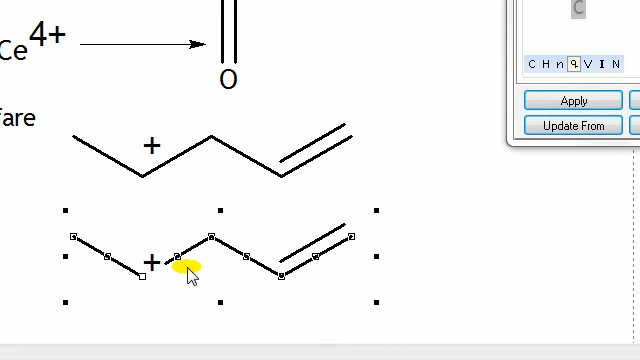 Ce4+
O
fare
+
+
C
C H n q V I N
Apply
Update From